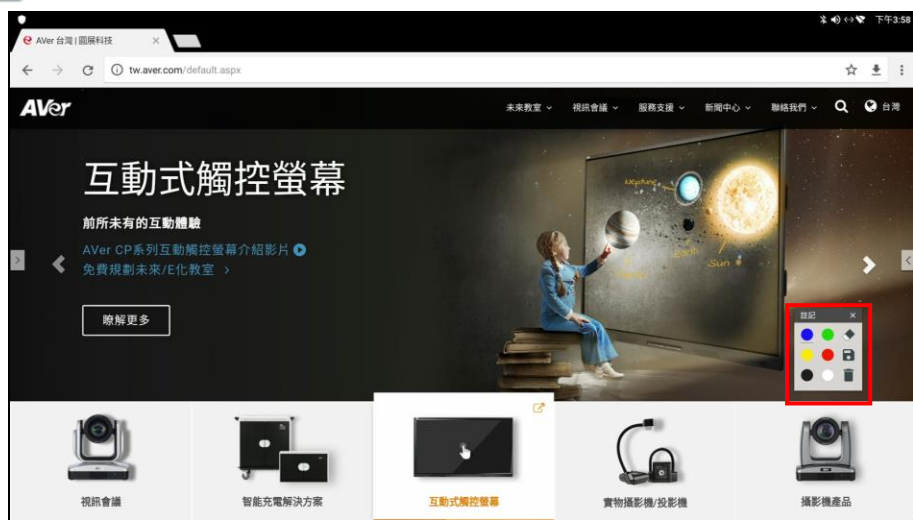 下午3:58
AVer 台灣 | 圓展科技
tw.aver.com/default.aspx
AVer
未來教室 視訊會議 服務支援 新聞中心 聯絡我們 台灣
互動式觸控螢幕
前所未有的互動體驗
AVer CP系列互動觸控螢幕介紹影片
免費規劃未來/E化教室 >
瞭解更多
Neptune
Earth
Sun
註記 ×
視訊會議
智能充電解決方案
互動式觸控螢幕
實物攝影機/投影機
攝影機產品